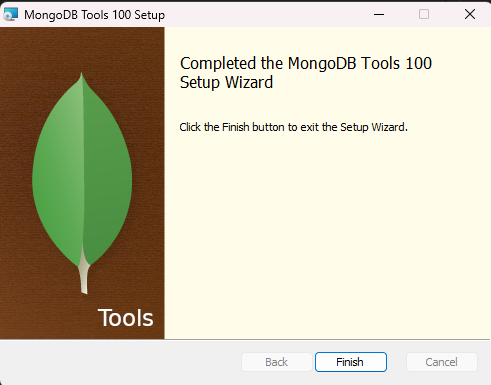 MongoDB Tools 100 Setup
Completed the MongoDB Tools 100
Setup Wizard
Click the Finish button to exit the Setup Wizard.
Tools
Back
Finish
Cancel